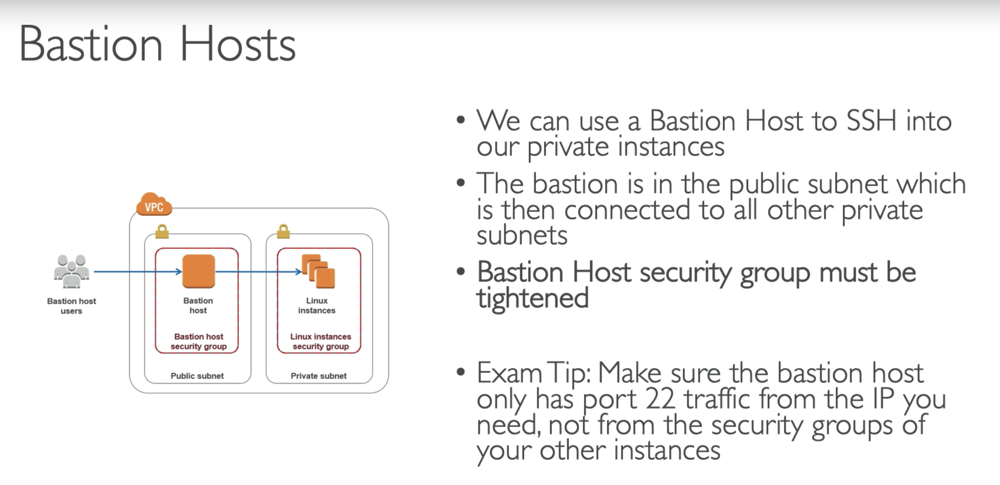 Bastion Hosts
VPC
Bastion host
users
Bastion
host
Bastion host
security group
Public subnet
Linux
instances
Linux instances
security group
Private subnet
• We can use a Bastion Host to SSH into
our private instances
• The bastion is in the public subnet which
is then connected to all other private
subnets
• Bastion Host security group must be
tightened
• Exam Tip: Make sure the bastion host
only has port 22 traffic from the IP you
need, not from the security groups of
your other instances